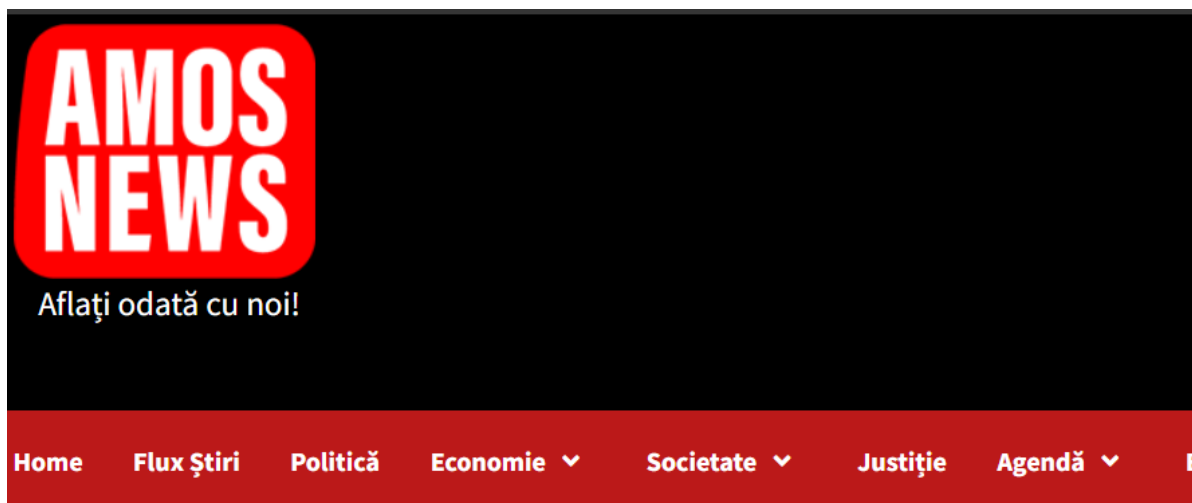 AMOS
NEWS
Aflați odată cu noi!
Home Flux Știri Politică Economie Societate Justiție Agendă